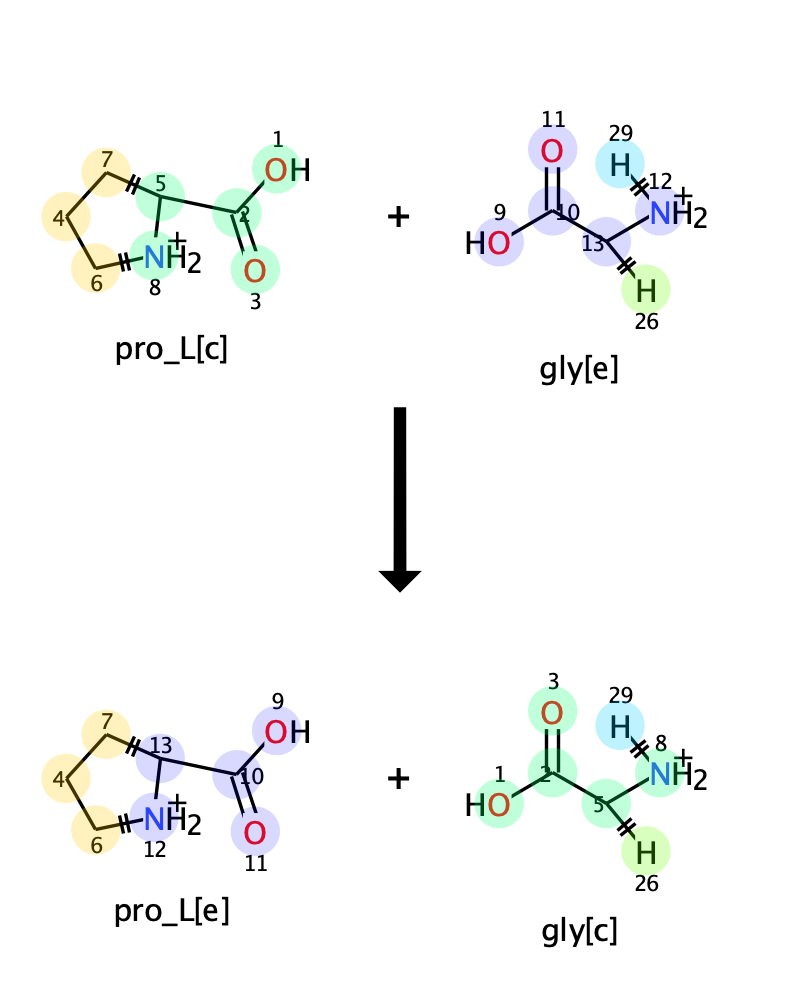 11
1 29
7 O H 12
5 OH +
4 2 + 9 10 NH2
+ HO 13
NH2 O H
6 8 3 26
pro_L[c] gly[e]
3
9 29
7 O H 8
13 OH +
4 10 + 1 2 NH2
+ HO 5
NH2 O H
6 12 11 26
pro_L[e] gly[c]